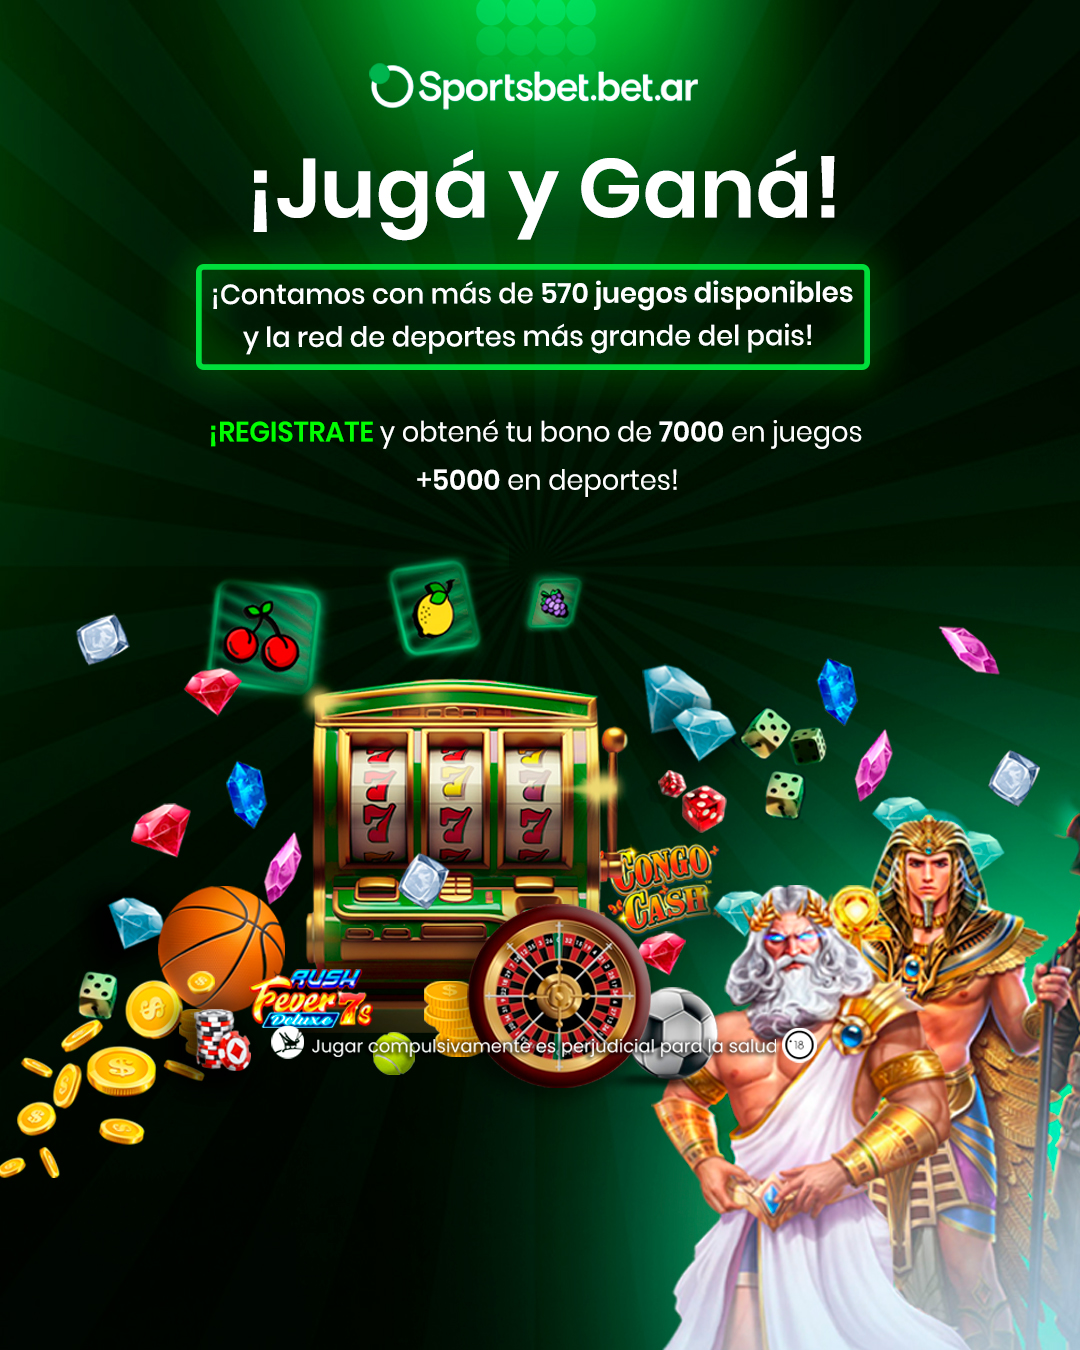 Sportsbet.bet.ar
¡Jugá y Ganá!
¡Contamos con más de 570 juegos disponibles
y la red de deportes más grande del pais!
¡REGISTRATE y obtené tu bono de 7000 en juegos
+5000 en deportes!
CONGO
CASH
RUSH
Fever 7s
Deluxe
Jugar compulsivamente es perjudicial para la salud
18